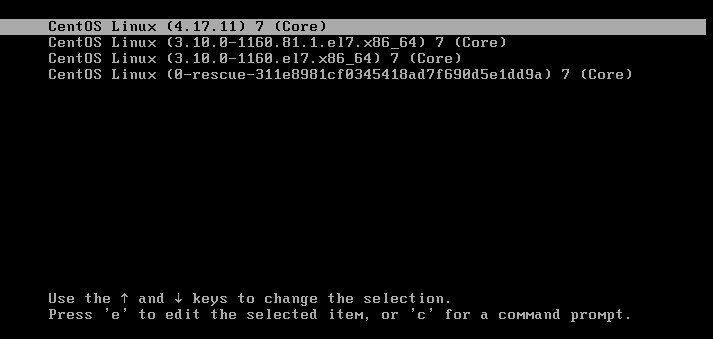 CentOS Linux (4.17.11) 7 (Core)
CentOS Linux (3.10.0-1160.81.1.el7.x86_64) 7 (Core)
CentOS Linux (3.10.0-1160.el7.x86_64) 7 (Core)
CentOS Linux (0-rescue-311e8981cf0345418ad7f690d5e1dd9a) 7 (Core)
Use the ↑ and ↓ keys to change the selection.
Press 'e' to edit the selected item, or 'c' for a command prompt.